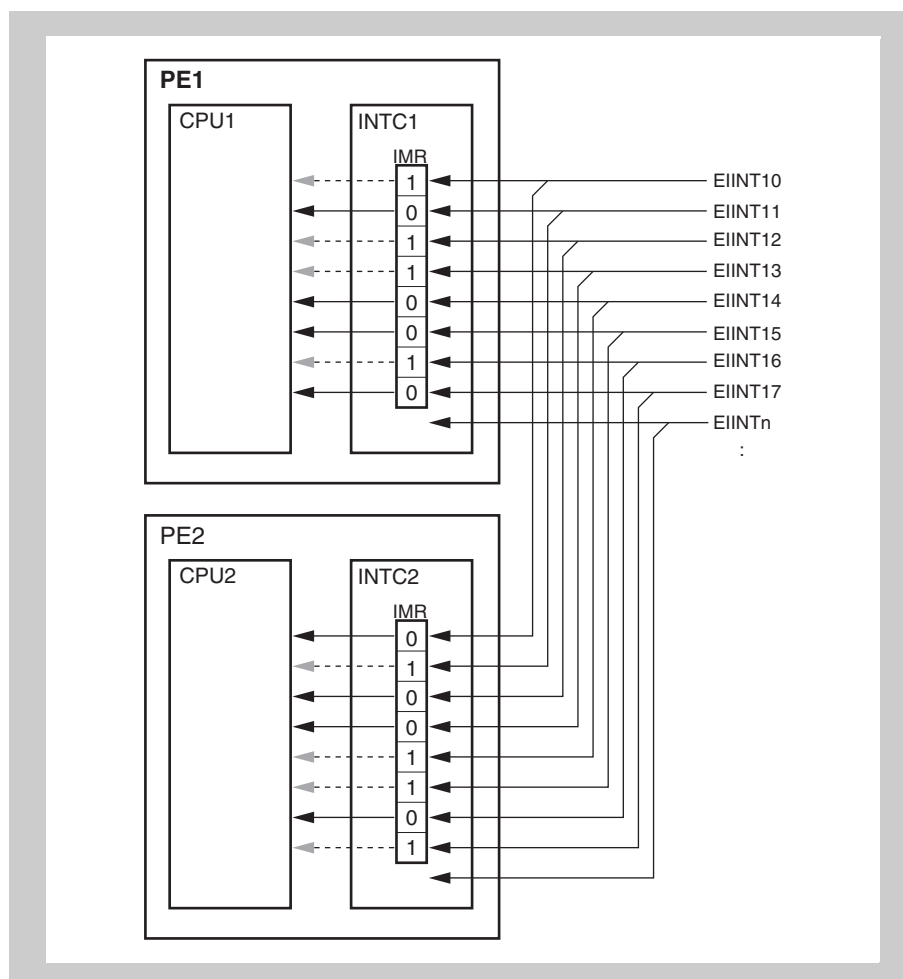 PE1
CPU1
INTC1
IMR
1
0
1
1
0
0
1
0
EIINT10
EIINT11
EIINT12
EIINT13
EIINT14
EIINT15
EIINT16
EIINT17
EIINTn
:
PE2
CPU2
INTC2
IMR
0
1
0
0
1
1
0
1